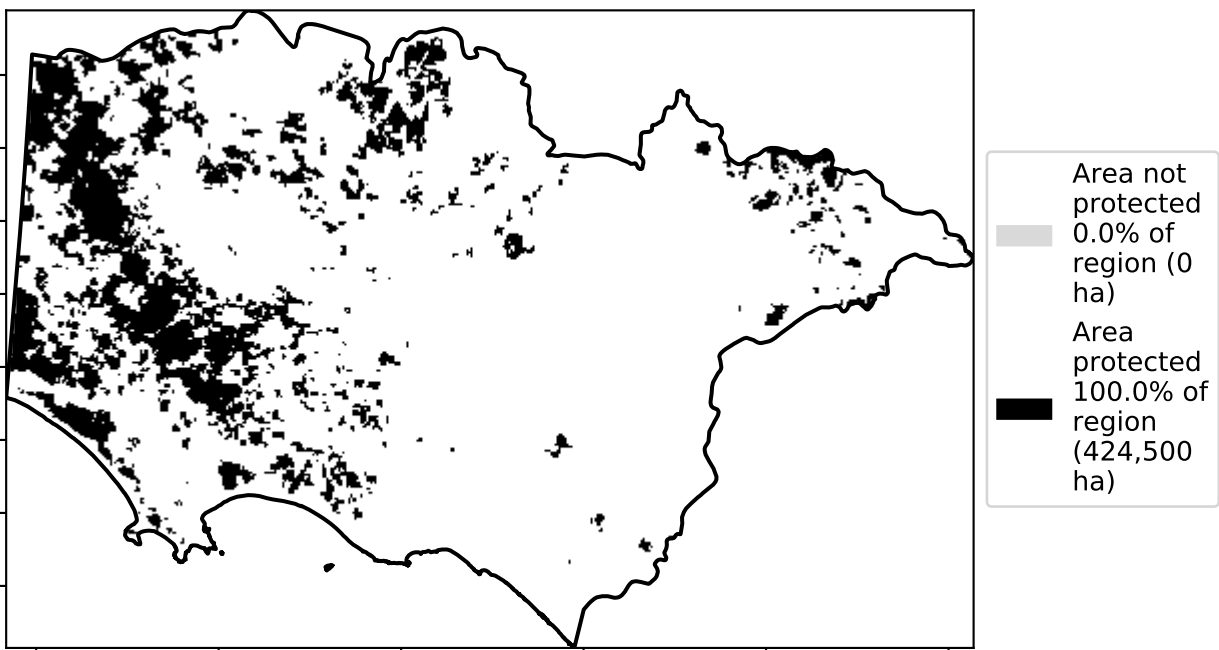 Area not
protected
0.0% of
region (0
ha)
Area
protected
100.0% of
region
(424,500
ha)